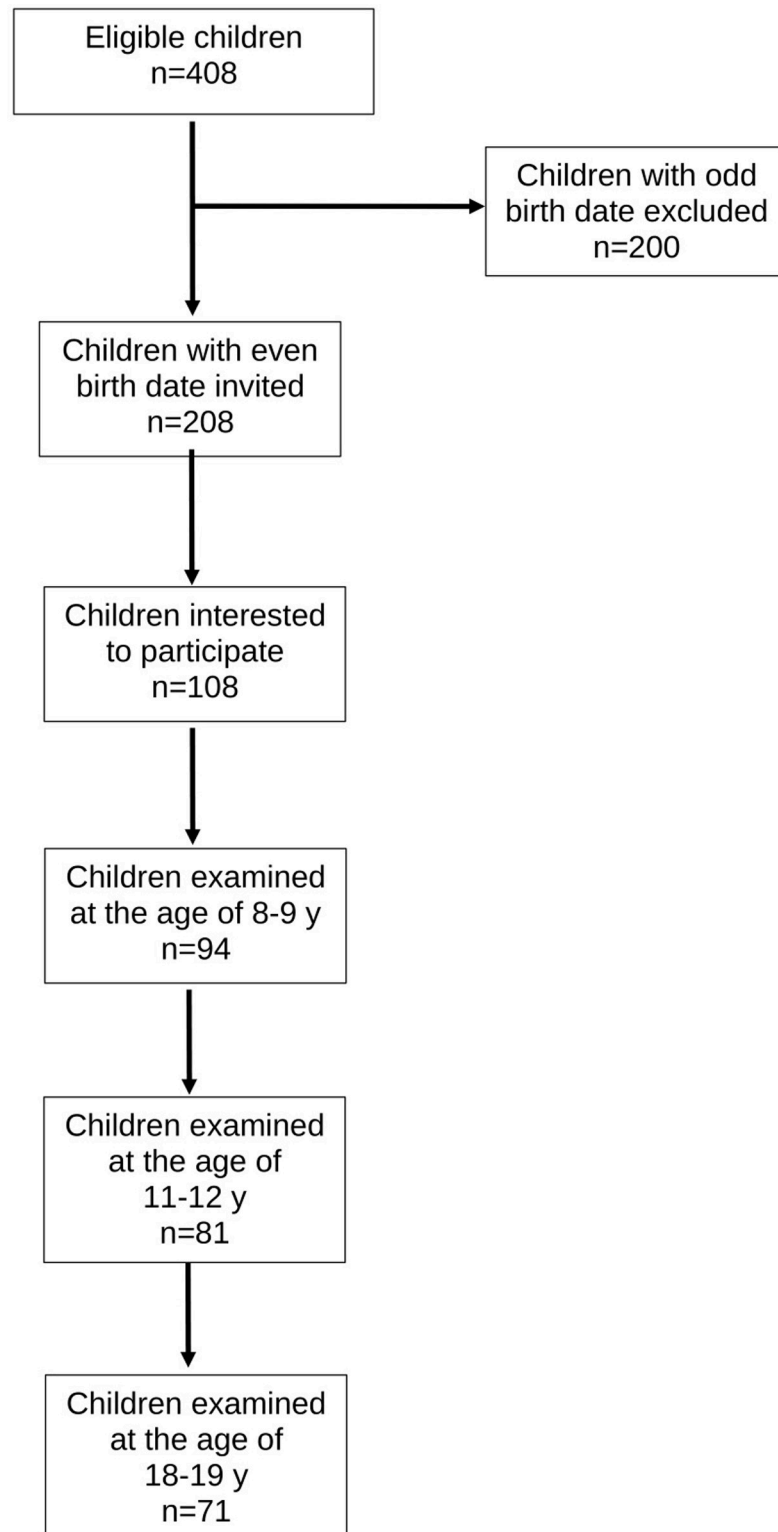 Eligible children
n=408
Children with odd
birth date excluded
n=200
Children with even
birth date invited
n=208
Children interested
to participate
n=108
Children examined
at the age of 8-9 y
n=94
Children examined
at the age of
11-12 y
n=81
Children examined
at the age of
18-19 y
n=71